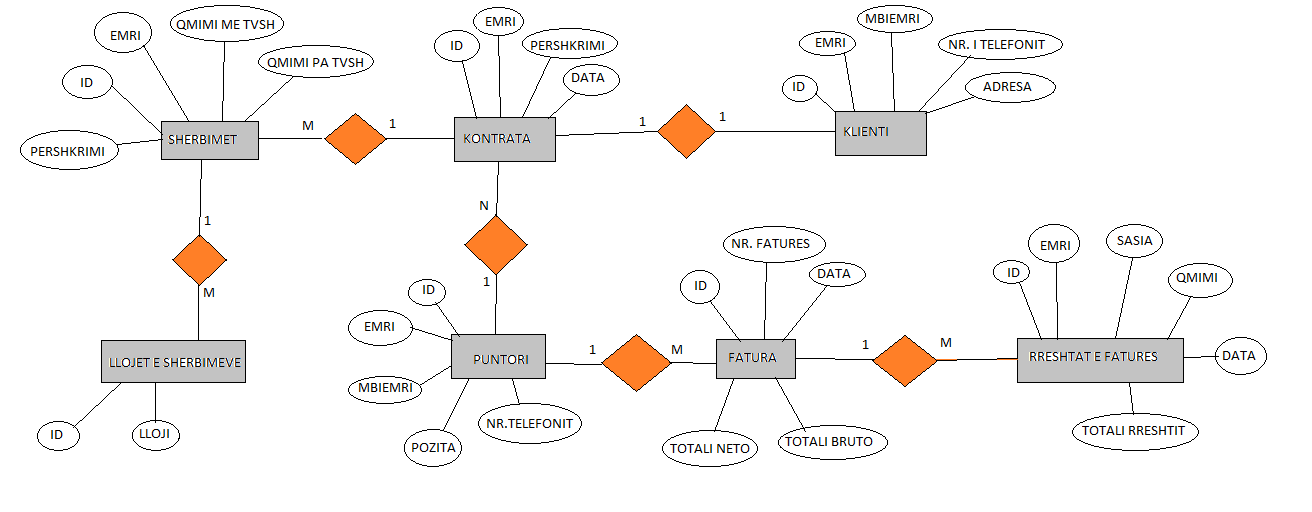 EMRI
QMIMI ME TVSH
ID
QMIMI PA TVSH
PERSHKRIMI
SHERBIMET
M
1
ID
EMRI
PERSHKRIMI
DATA
KONTRATA
1
1
EMRI
MBIEMRI
NR. I TELEFONIT
ID
ADRESA
KLIENTI
1
M
LLOJET E SHERBIMEVE
ID
LLOJI
N
1
ID
EMRI
MBIEMRI
POZITA
NR.TELEFONIT
PUNTORI
1
M
ID
NR. FATURES
DATA
FATURA
TOTALI NETO
TOTALI BRUTO
1
M
ID
EMRI
SASIA
QMIMI
RRESHTAT E FATURES
DATA
TOTALI RRESHTIT